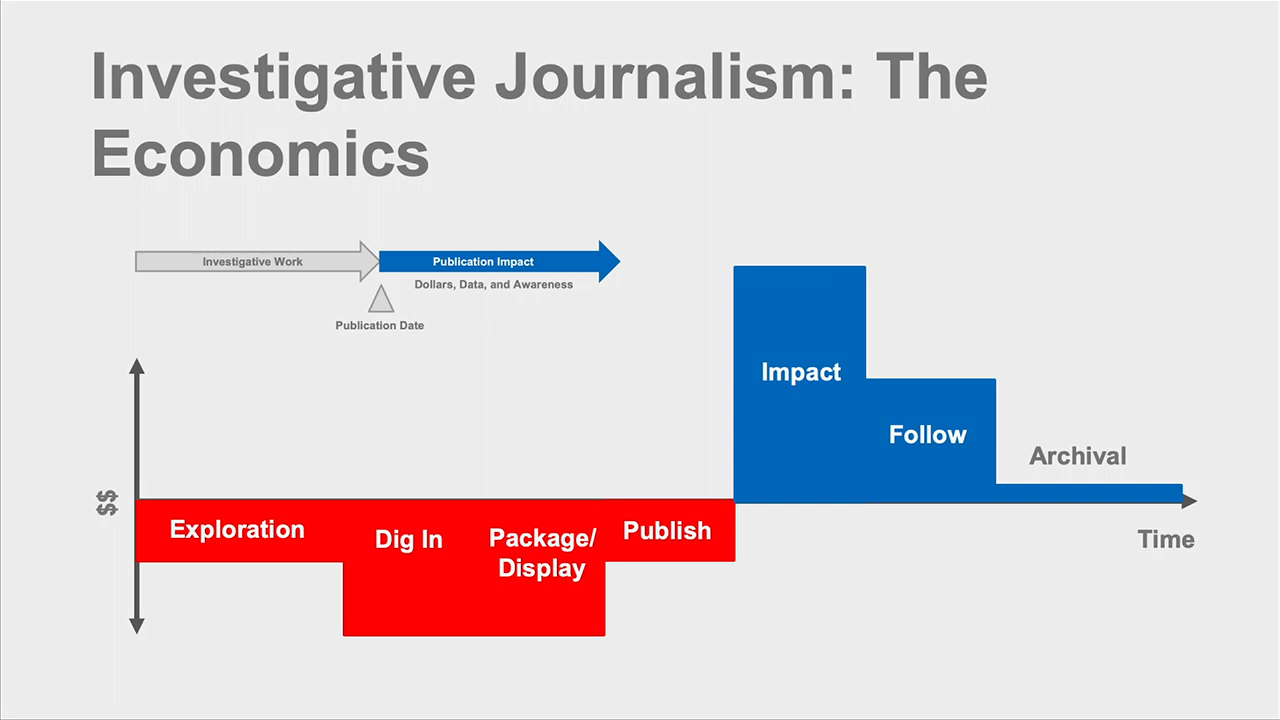 Investigative Journalism: The
Economics
Investigative Work
Publication Impact
Dollars, Data, and Awareness
Publication Date
Impact
Follow
Archival
$$
Exploration
Dig In
Package/
Display
Publish
Time